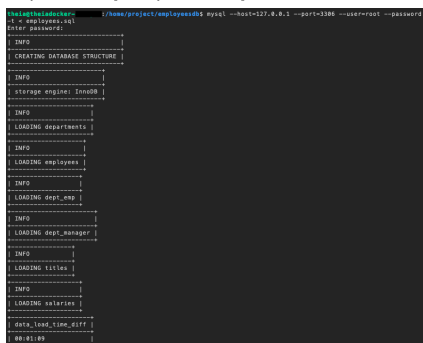 theia@theiadocker- :/home/project/employeesdb$ mysql --host=127.0.0.1 --port=3306 --user=root --password
-t < employees.sql
Enter password:
+-----------------------------+
| INFO                        |
+-----------------------------+
| CREATING DATABASE STRUCTURE |
+-----------------------------+
+------------------------+
| INFO                   |
+------------------------+
| storage engine: InnoDB |
+------------------------+
+---------------------+
| INFO                |
+---------------------+
| LOADING departments |
+---------------------+
+-------------------+
| INFO              |
+-------------------+
| LOADING employees |
+-------------------+
+------------------+
| INFO             |
+------------------+
| LOADING dept_emp |
+------------------+
+----------------------+
| INFO                 |
+----------------------+
| LOADING dept_manager |
+----------------------+
+----------------+
| INFO           |
+----------------+
| LOADING titles |
+----------------+
+------------------+
| INFO             |
+------------------+
| LOADING salaries |
+------------------+
+---------------------+
| data_load_time_diff |
+---------------------+
| 00:01:09            |